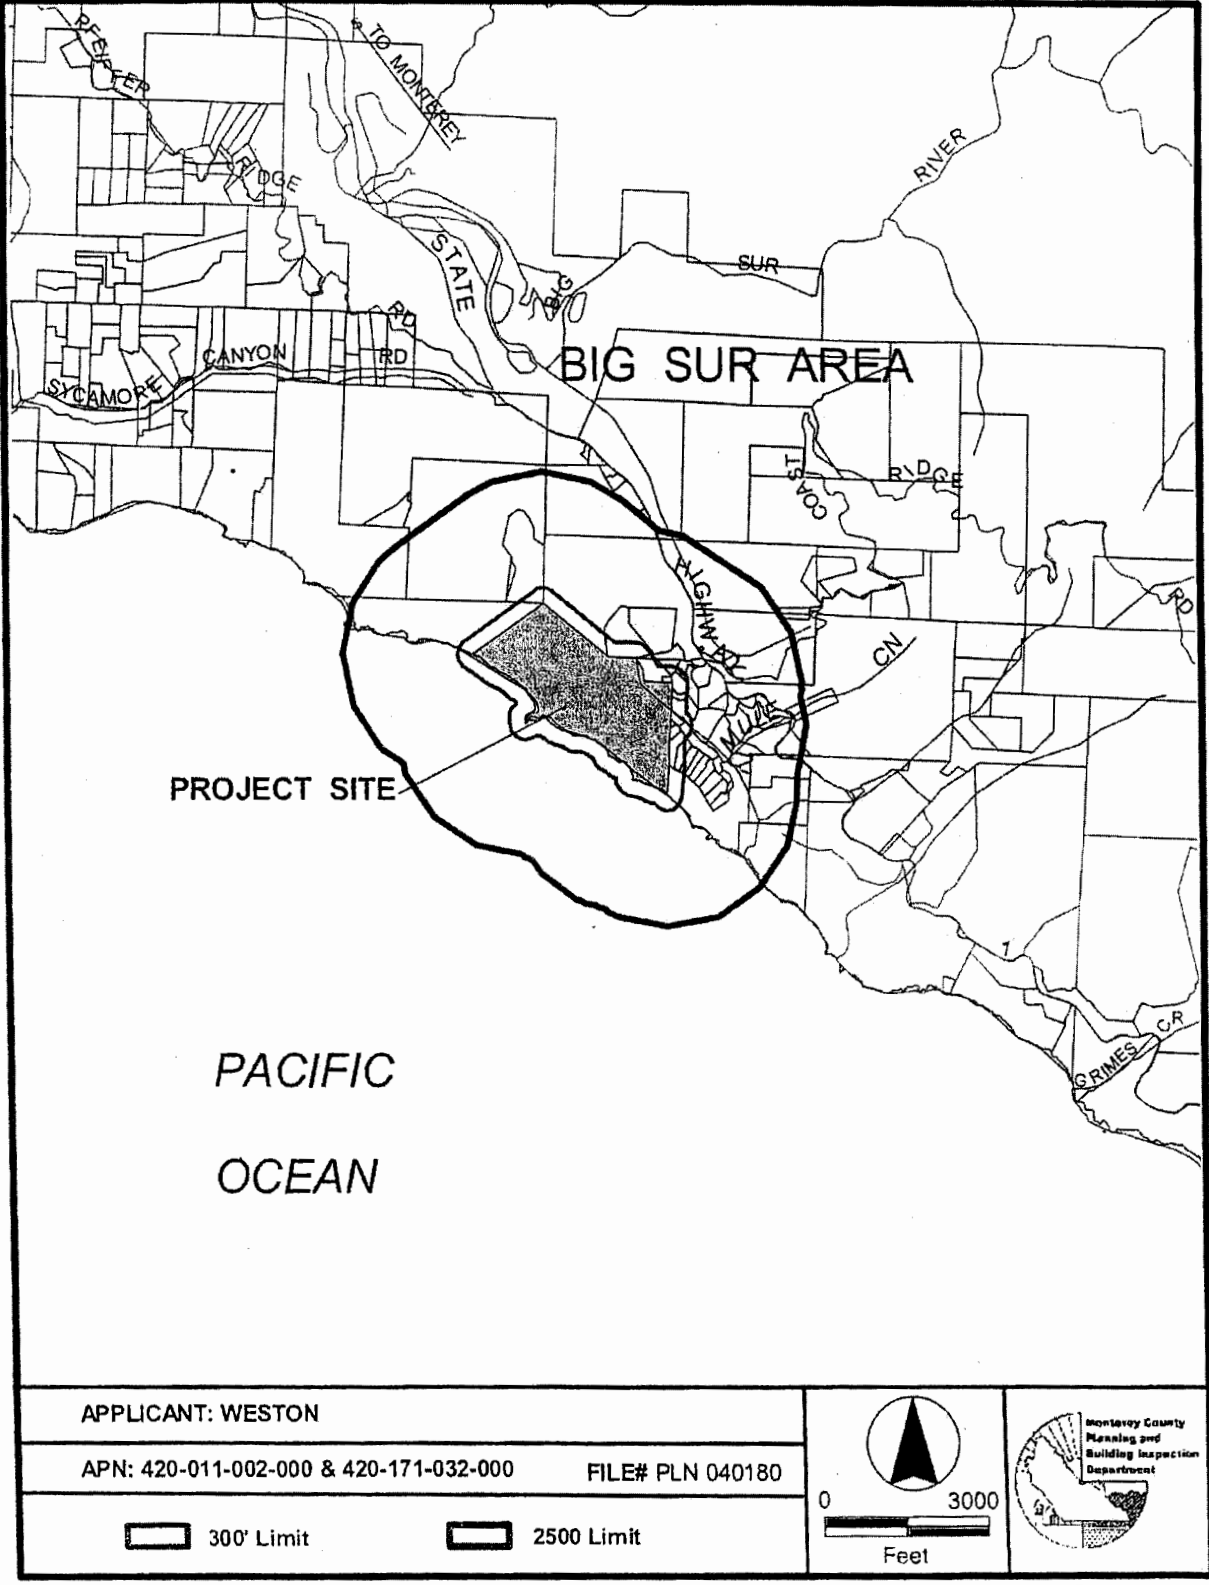 PFEIFFER
RIDGE
RD
TO MONTEREY
STATE
HIGHWAY
1
BIG
SUR
RIVER
BIG SUR AREA
SYCAMORE
CANYON
RD
COAST
RIDGE
RD
MULE
CN
PROJECT SITE
GRIMES
CR
PACIFIC
OCEAN
APPLICANT: WESTON
APN: 420-011-002-000 & 420-171-032-000
FILE# PLN 040180
300' Limit
2500 Limit
0
3000
Feet
Monterey County
Planning and
Building Inspection
Department